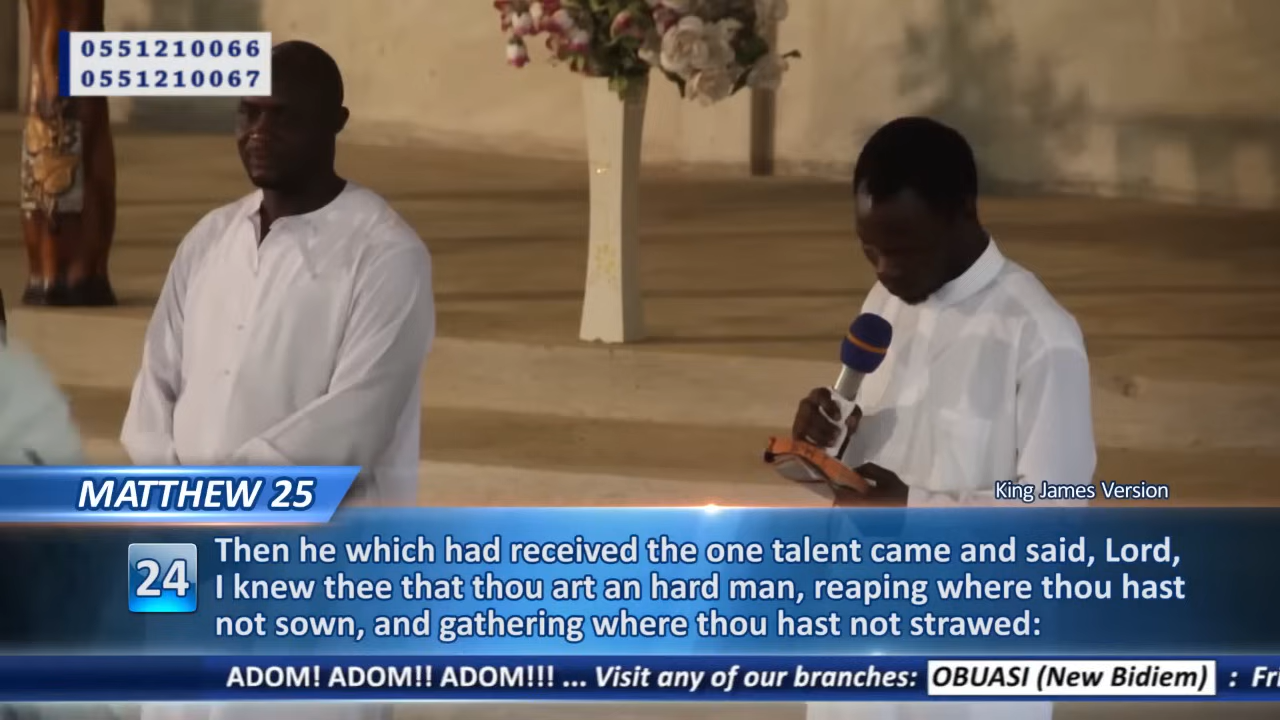 0551210066
0551210067
MATTHEW 25
King James Version
24 Then he which had received the one talent came and said, Lord,
I knew thee that thou art an hard man, reaping where thou hast
not sown, and gathering where thou hast not strawed:
ADOM! ADOM!! ADOM!!! ... Visit any of our branches: OBUASI (New Bidiem) :